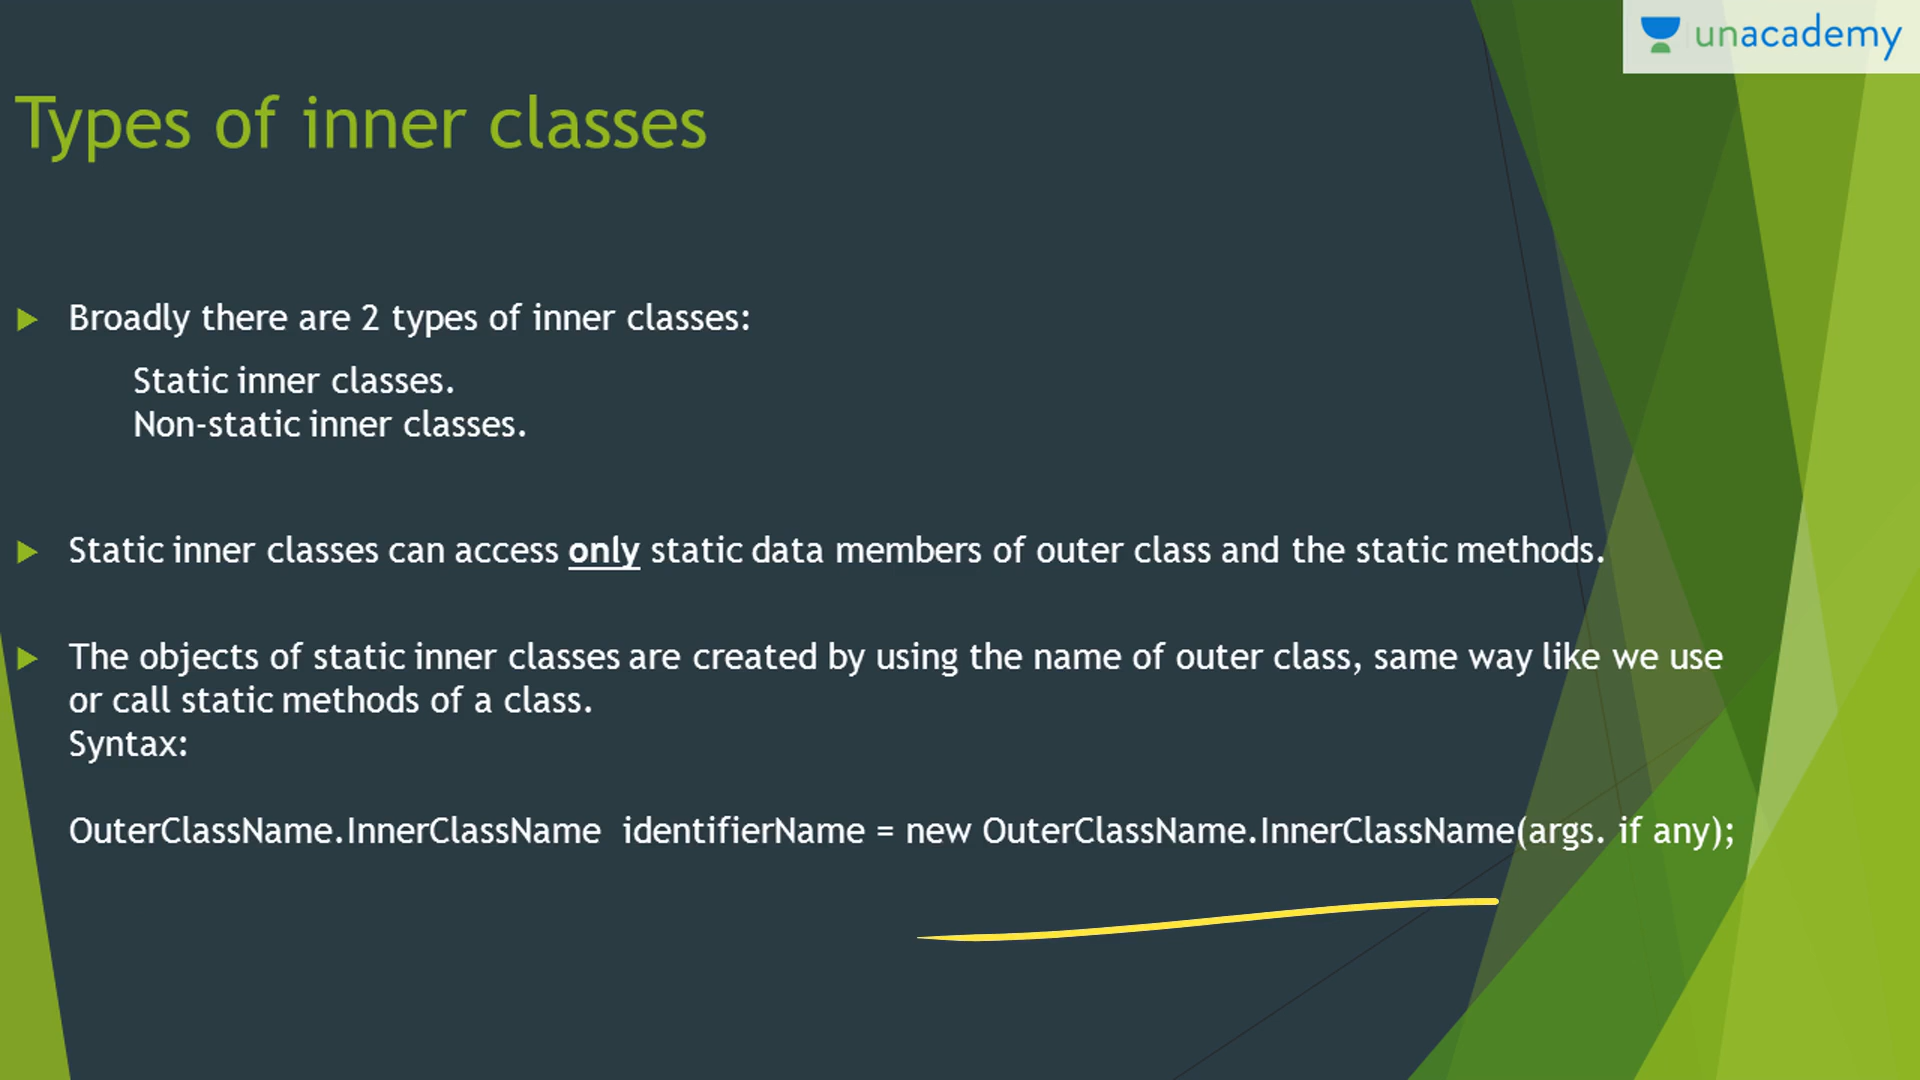 unacademy
Types of inner classes
Broadly there are 2 types of inner classes:
Static inner classes.
Non-static inner classes.
Static inner classes can access only static data members of outer class and the static methods.
The objects of static inner classes are created by using the name of outer class, same way like we use
or call static methods of a class.
Syntax:
OuterClassName.InnerClassName identifierName = new OuterClassName.InnerClassName(args. if any);